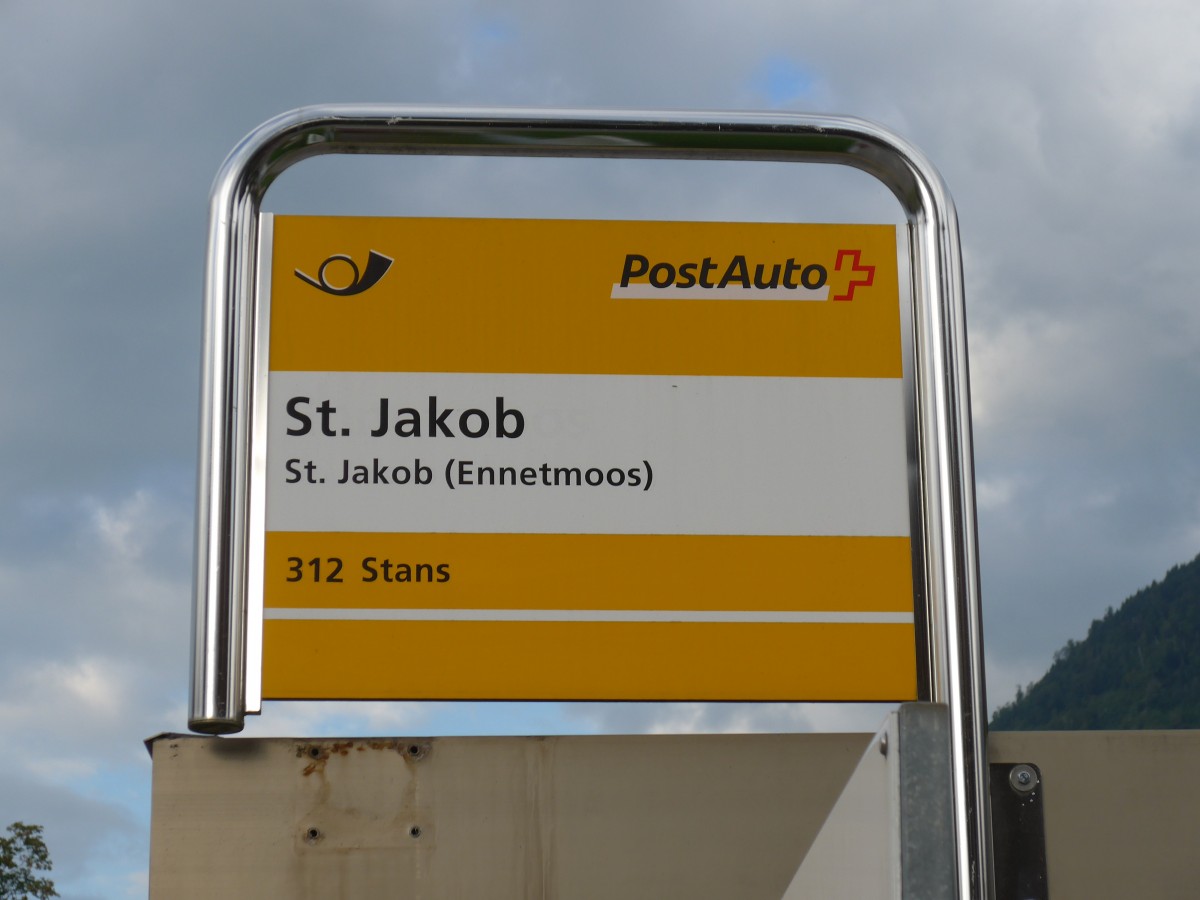 PostAuto
St. Jakob
St. Jakob (Ennetmoos)
312 Stans